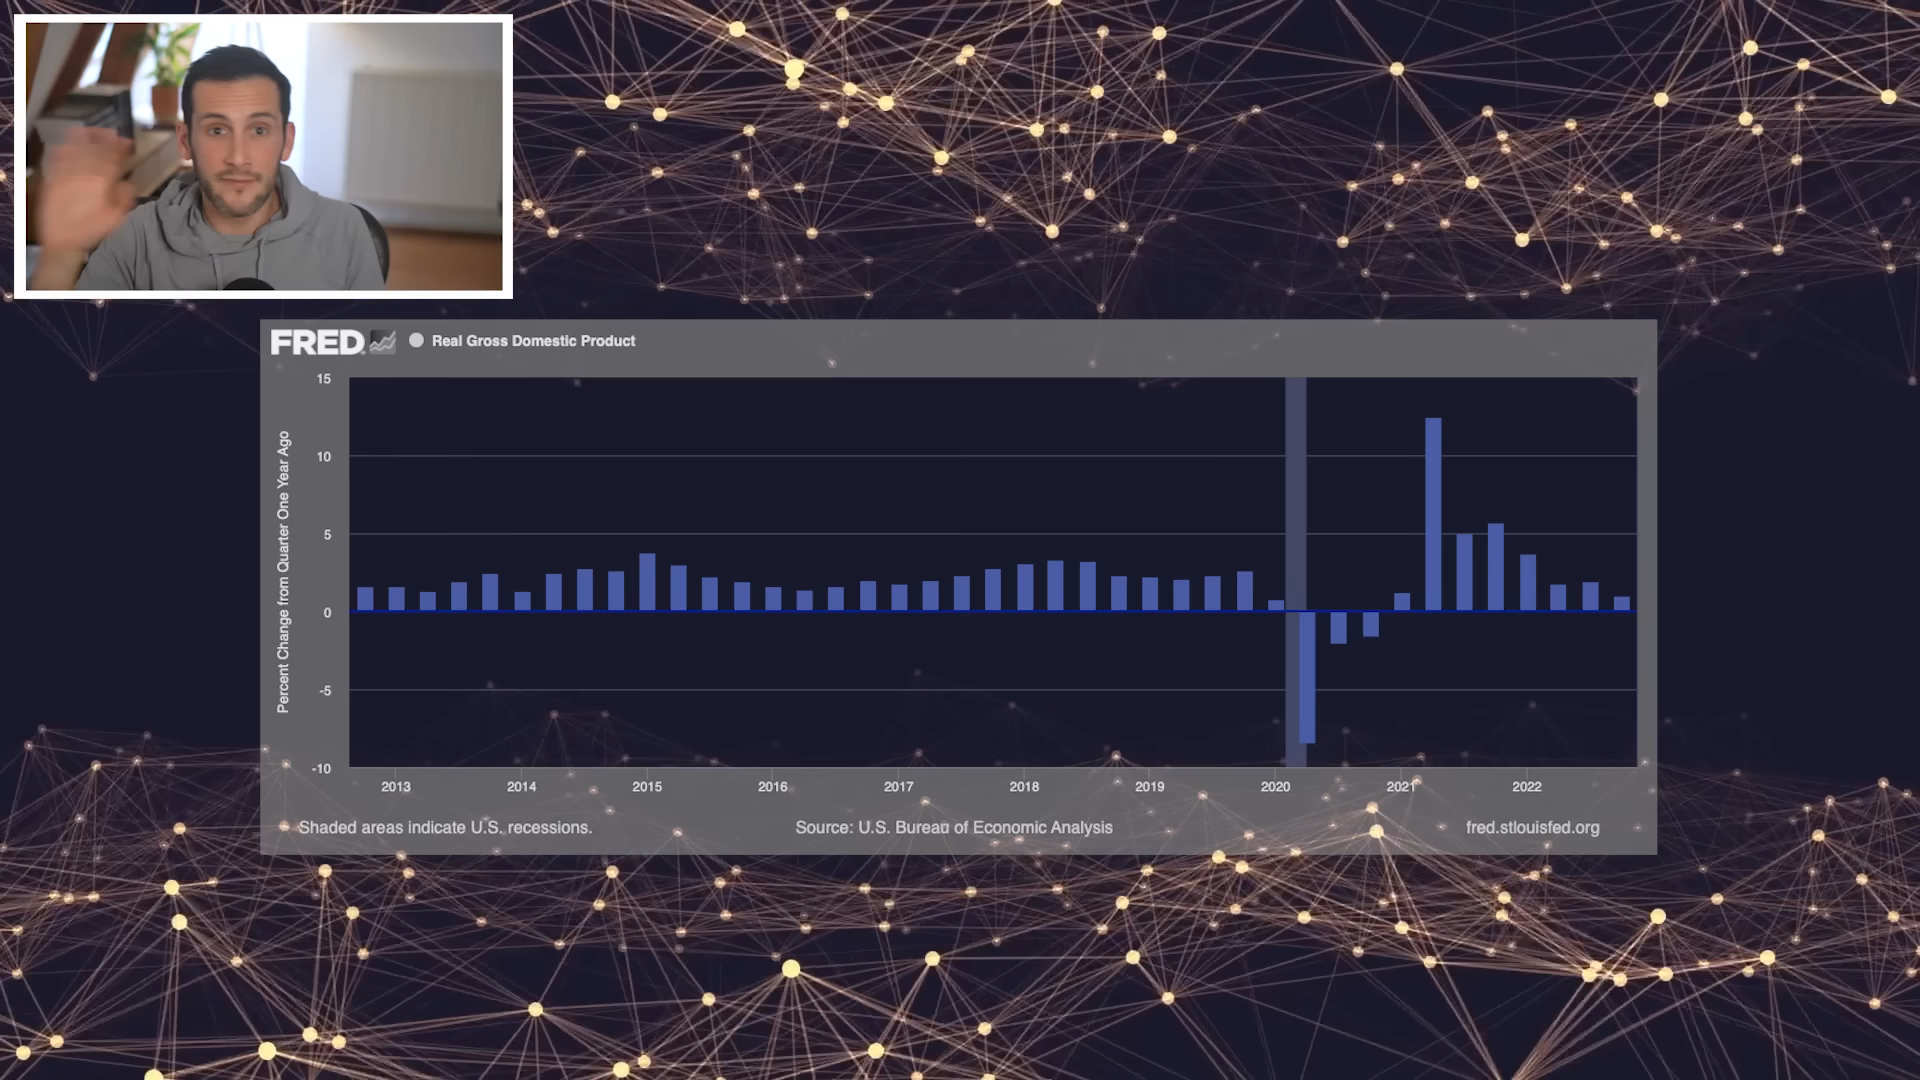 FRED Real Gross Domestic Product
15
10
5
0
-5
-10
Percent Change from Quarter One Year Ago
2013 2014 2015 2016 2017 2018 2019 2020 2021 2022
Shaded areas indicate U.S. recessions. Source: U.S. Bureau of Economic Analysis fred.stlouisfed.org